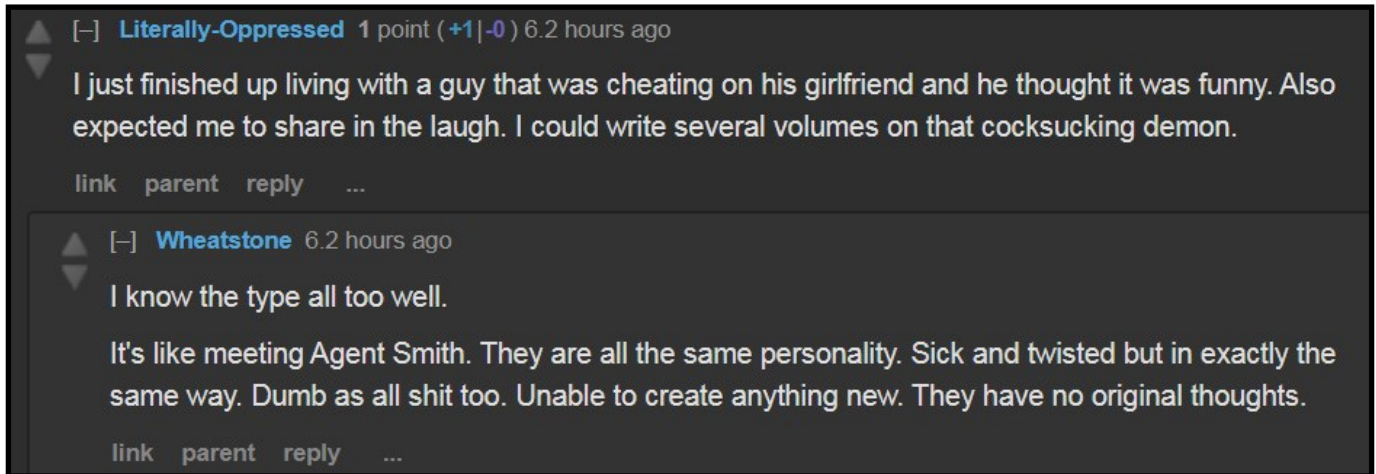 [–] Literally-Oppressed 1 point (+1|-0) 6.2 hours ago
I just finished up living with a guy that was cheating on his girlfriend and he thought it was funny. Also
expected me to share in the laugh. I could write several volumes on that cocksucking demon.
link parent reply ...
[–] Wheatstone 6.2 hours ago
I know the type all too well.
It's like meeting Agent Smith. They are all the same personality. Sick and twisted but in exactly the
same way. Dumb as all shit too. Unable to create anything new. They have no original thoughts.
link parent reply ...